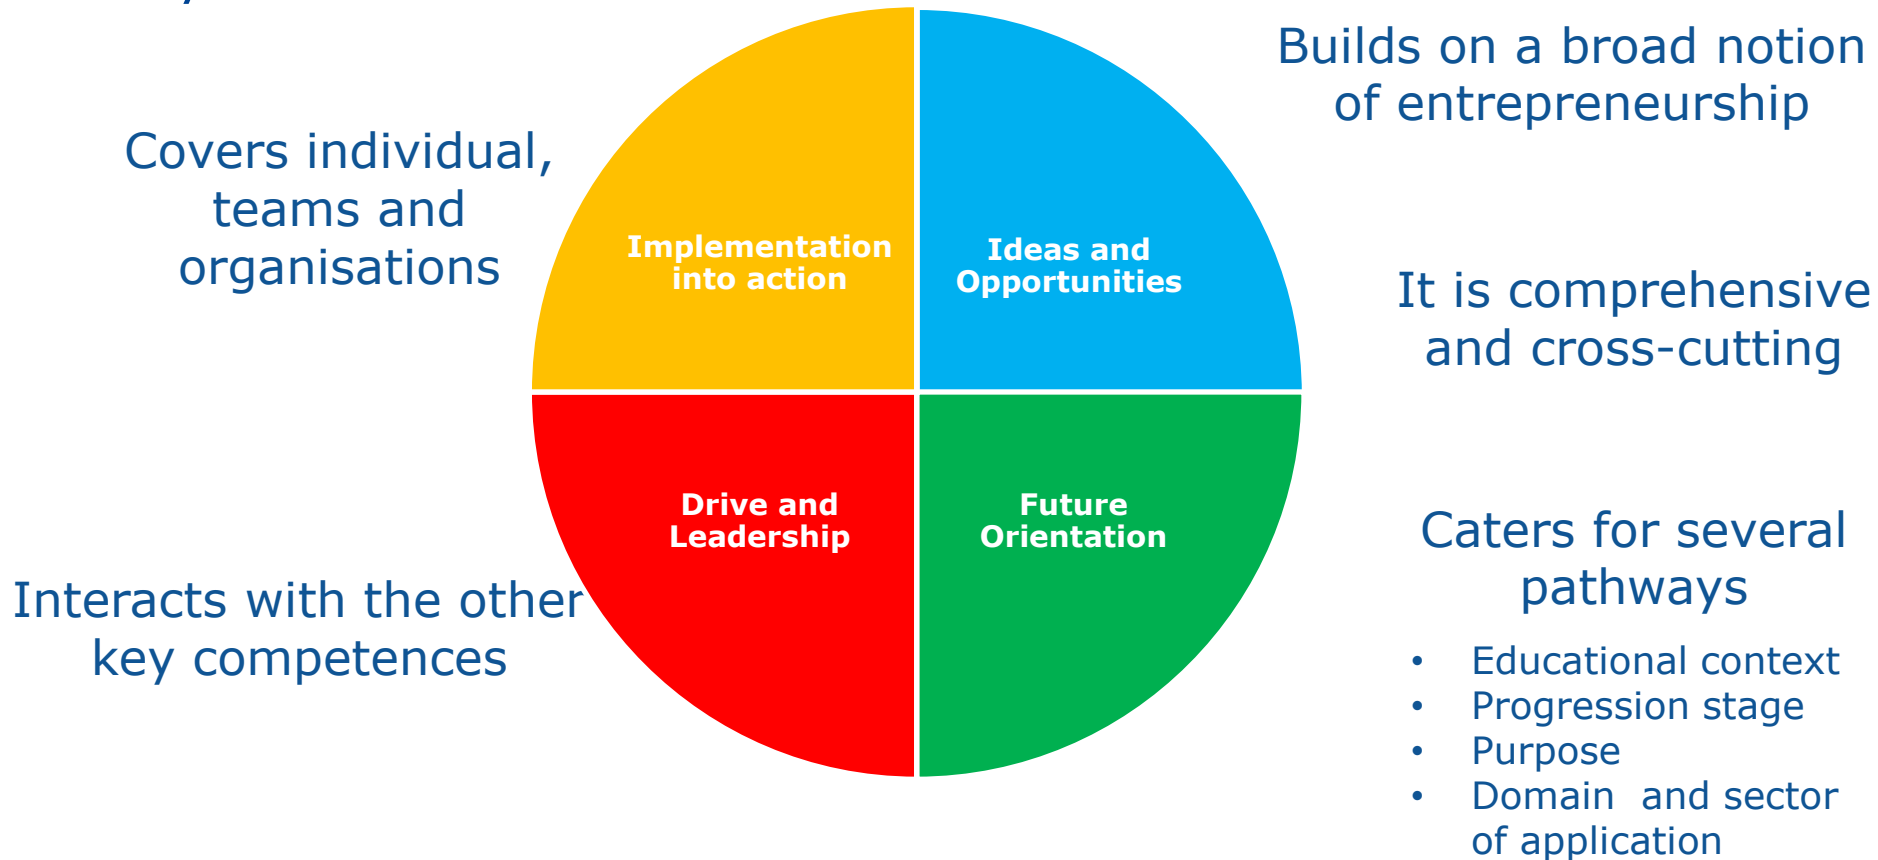 Builds on a broad notion
of entrepreneurship
Covers individual,
teams and
organisations
Implementation
into action
Ideas and
Opportunities
It is comprehensive
and cross-cutting
Drive and
Leadership
Future
Orientation
Interacts with the other
key competences
Caters for several
pathways
• Educational context
• Progression stage
• Purpose
• Domain  and sector
of application